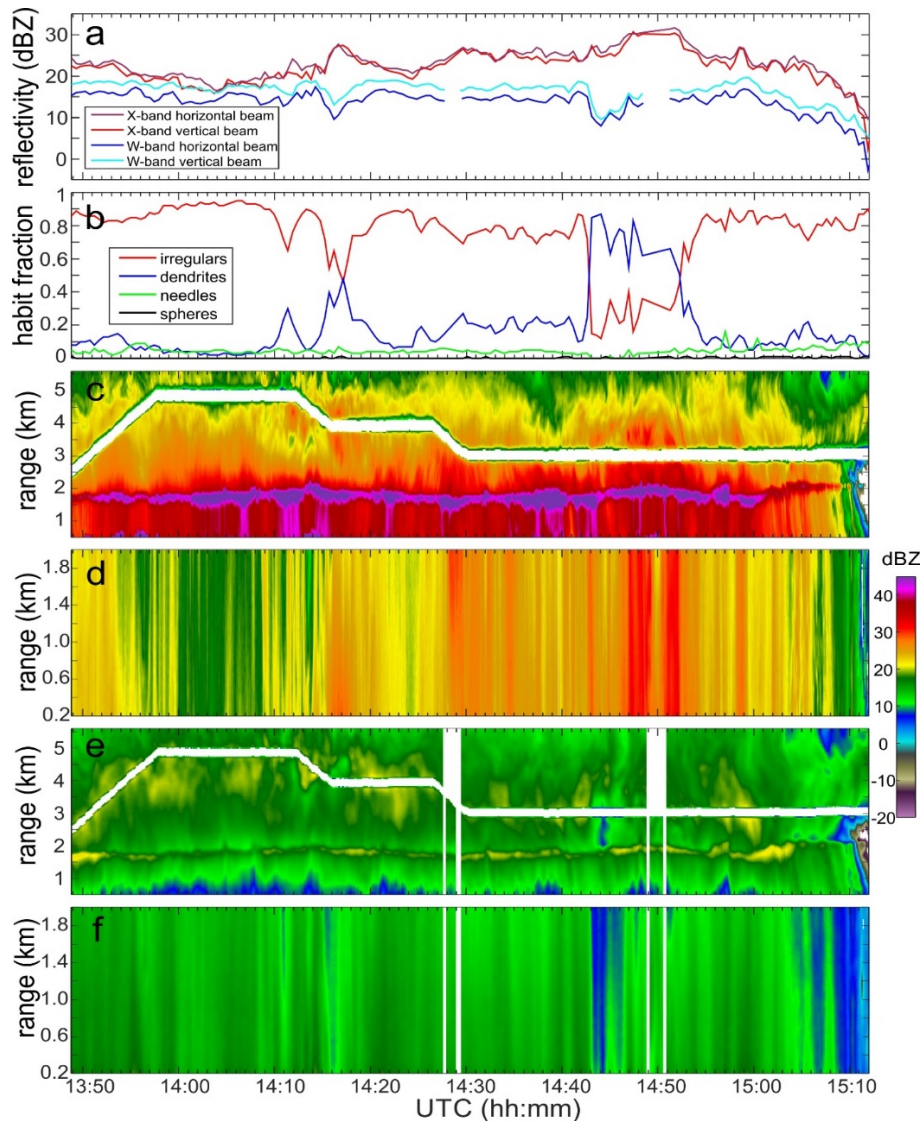 a
reflectivity (dBZ)
30
20
10
0
X-band horizontal beam
X-band vertical beam
W-band horizontal beam
W-band vertical beam
b
habit fraction
1
0.8
0.6
0.4
0.2
0
irregulars
dendrites
needles
spheres
c
range (km)
5
4
3
2
1
d
range (km)
1.8
1.4
1.0
0.6
0.2
dBZ
40
30
20
10
0
-10
-20
e
range (km)
5
4
3
2
1
f
range (km)
1.8
1.4
1.0
0.6
0.2
13:50 14:00 14:10 14:20 14:30 14:40 14:50 15:00 15:10
UTC (hh:mm)